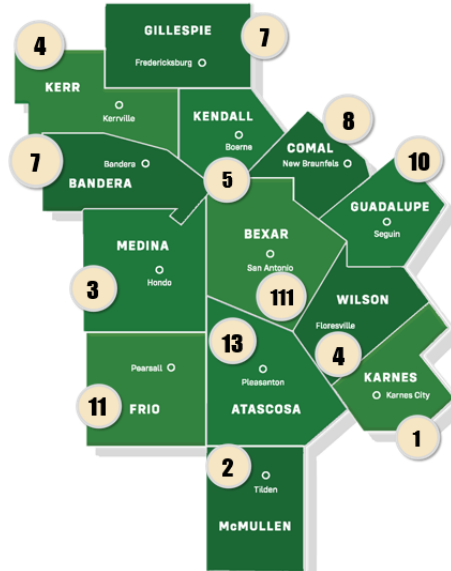 GILLESPIE
7
Fredericksburg
4
KERR
Kerrville
KENDALL
Boerne
8
COMAL
New Braunfels
7
Bandera
BANDERA
5
10
GUADALUPE
Seguin
MEDINA
Hondo
3
BEXAR
San Antonio
111
WILSON
Floresville
4
13
Pleasanton
ATASCOSA
Pearsall
11
FRIO
KARNES
Karnes City
1
2
Tilden
McMULLEN